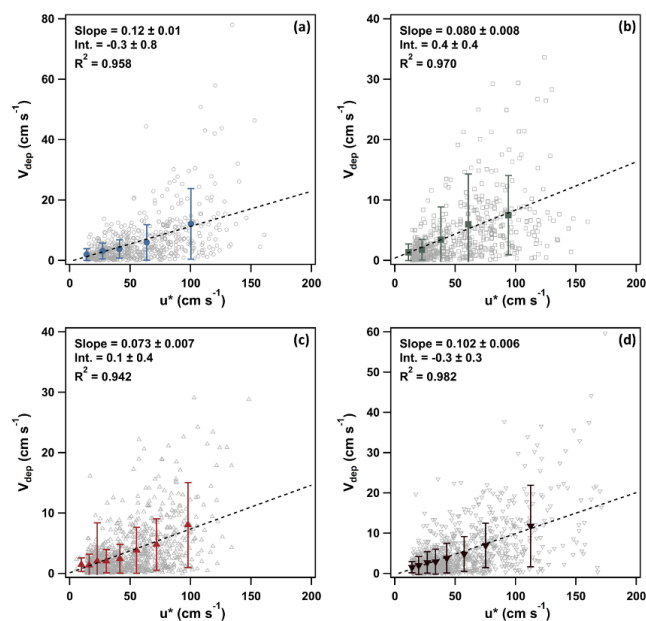 (a)
Slope = 0.12 ± 0.01
Int. = -0.3 ± 0.8
R² = 0.958
80
60
40
20
0
V_dep (cm s⁻¹)
0 50 100 150 200
u* (cm s⁻¹)
(b)
Slope = 0.080 ± 0.008
Int. = 0.4 ± 0.4
R² = 0.970
40
30
20
10
0
V_dep (cm s⁻¹)
0 50 100 150 200
u* (cm s⁻¹)
(c)
Slope = 0.073 ± 0.007
Int. = 0.1 ± 0.4
R² = 0.942
40
30
20
10
0
V_dep (cm s⁻¹)
0 50 100 150 200
u* (cm s⁻¹)
(d)
Slope = 0.102 ± 0.006
Int. = -0.3 ± 0.3
R² = 0.982
60
50
40
30
20
10
0
V_dep (cm s⁻¹)
0 50 100 150 200
u* (cm s⁻¹)